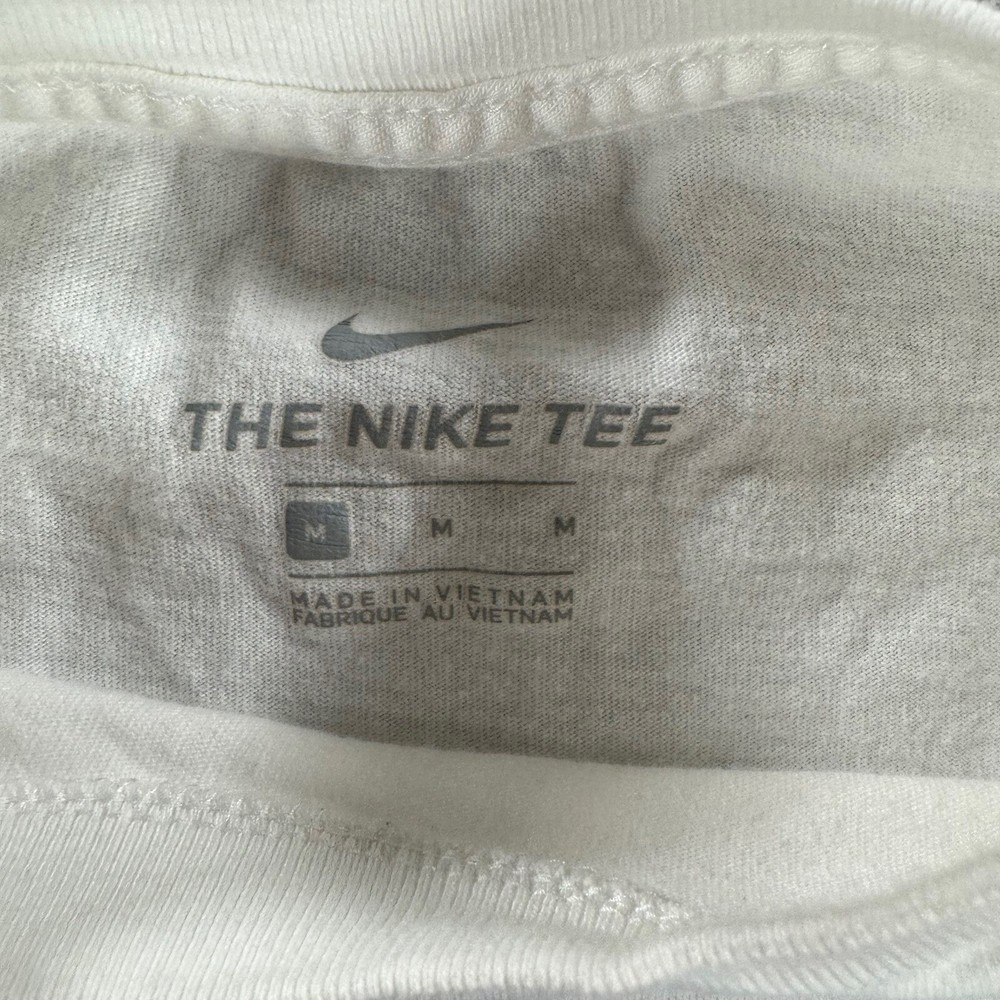 THE NIKE TEE
M M M
MADE IN VIETNAM
FABRIQUE AU VIETNAM